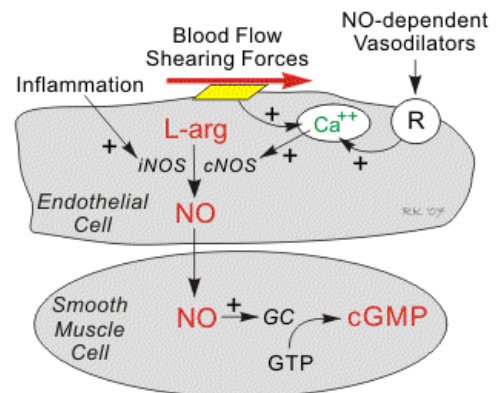 Blood Flow
Shearing Forces
NO-dependent
Vasodilators
Inflammation
+
L-arg
+
Ca++
R
+
iNOS cNOS
+
+
Endothelial
Cell
NO
RK '07
Smooth
Muscle
Cell
NO
+
GC
cGMP
GTP